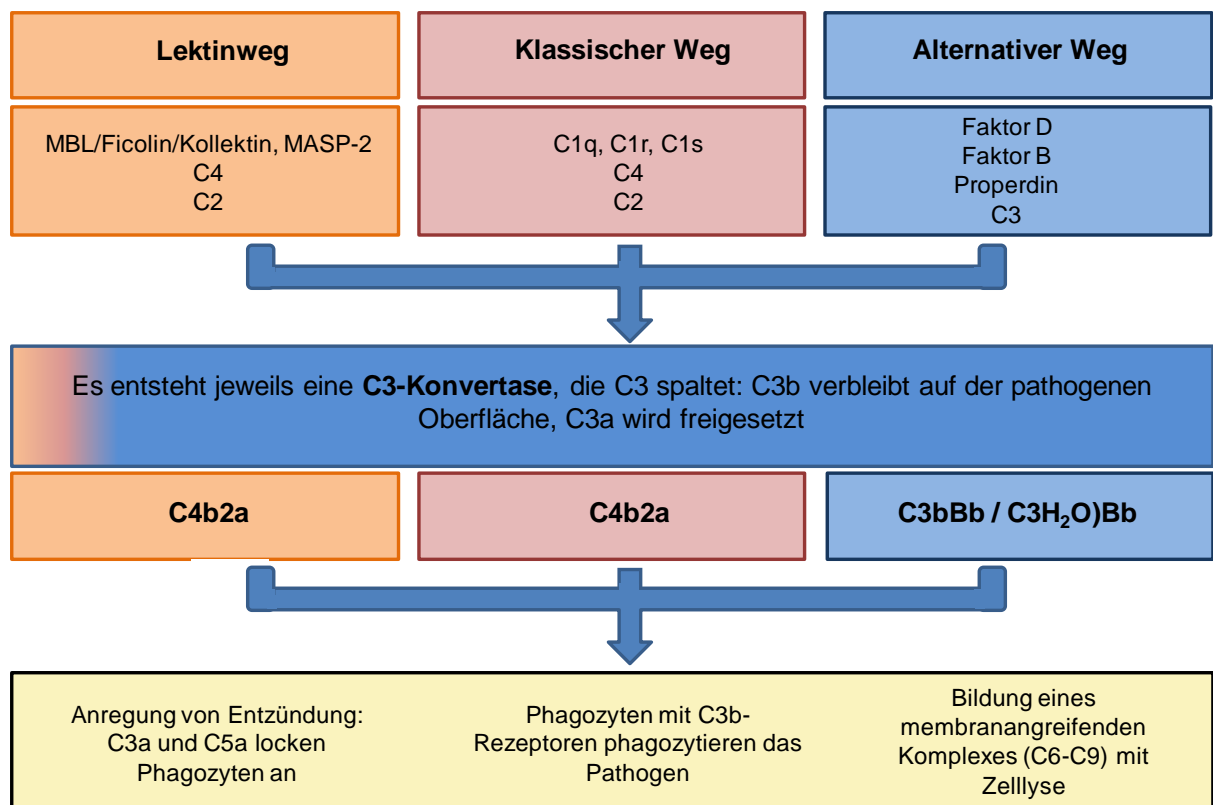 Lektinweg
Klassischer Weg
Alternativer Weg
MBL/Ficolin/Kollektin, MASP-2
C4
C2
C1q, C1r, C1s
C4
C2
Faktor D
Faktor B
Properdin
C3
Es entsteht jeweils eine C3-Konvertase, die C3 spaltet: C3b verbleibt auf der pathogenen
Oberfläche, C3a wird freigesetzt
C4b2a
C4b2a
C3bBb / C3H₂O)Bb
Anregung von Entzündung:
C3a und C5a locken
Phagozyten an
Phagozyten mit C3b-
Rezeptoren phagozytieren das
Pathogen
Bildung eines
membranangreifenden
Komplexes (C6-C9) mit
Zelllyse